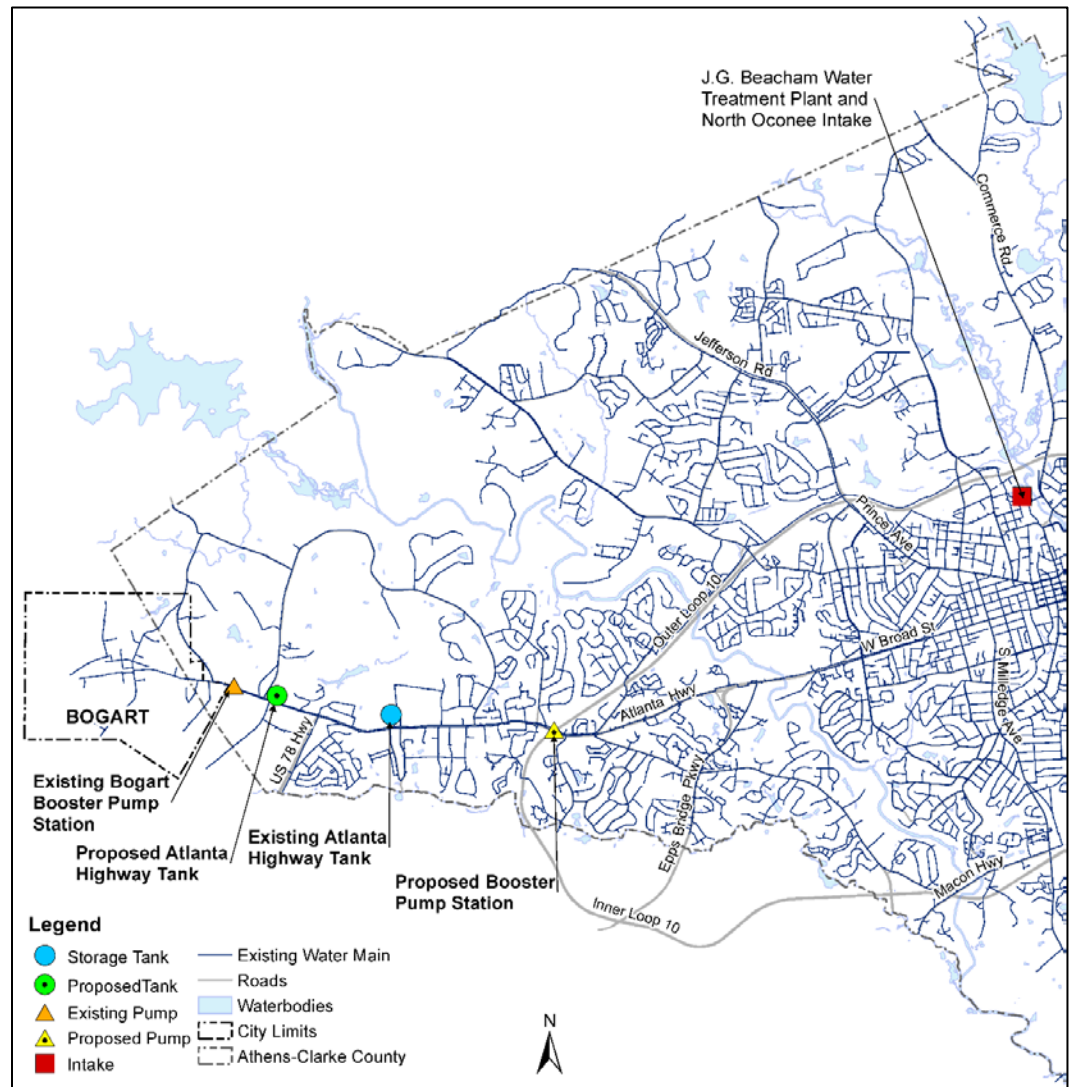 J.G. Beacham Water
Treatment Plant and
North Oconee Intake
Commerce Rd
Jefferson Rd
Prince Ave
Outer Loop 10
W Broad St
S Milledge Ave
Atlanta Hwy
BOGART
US 78 Hwy
Epps Bridge Pkwy
Existing Bogart
Booster Pump
Station
Proposed Atlanta
Highway Tank
Existing Atlanta
Highway Tank
Proposed Booster
Pump Station
Macon Hwy
Inner Loop 10
Legend
Storage Tank
ProposedTank
Existing Pump
Proposed Pump
Intake
Existing Water Main
Roads
Waterbodies
City Limits
Athens-Clarke County
N